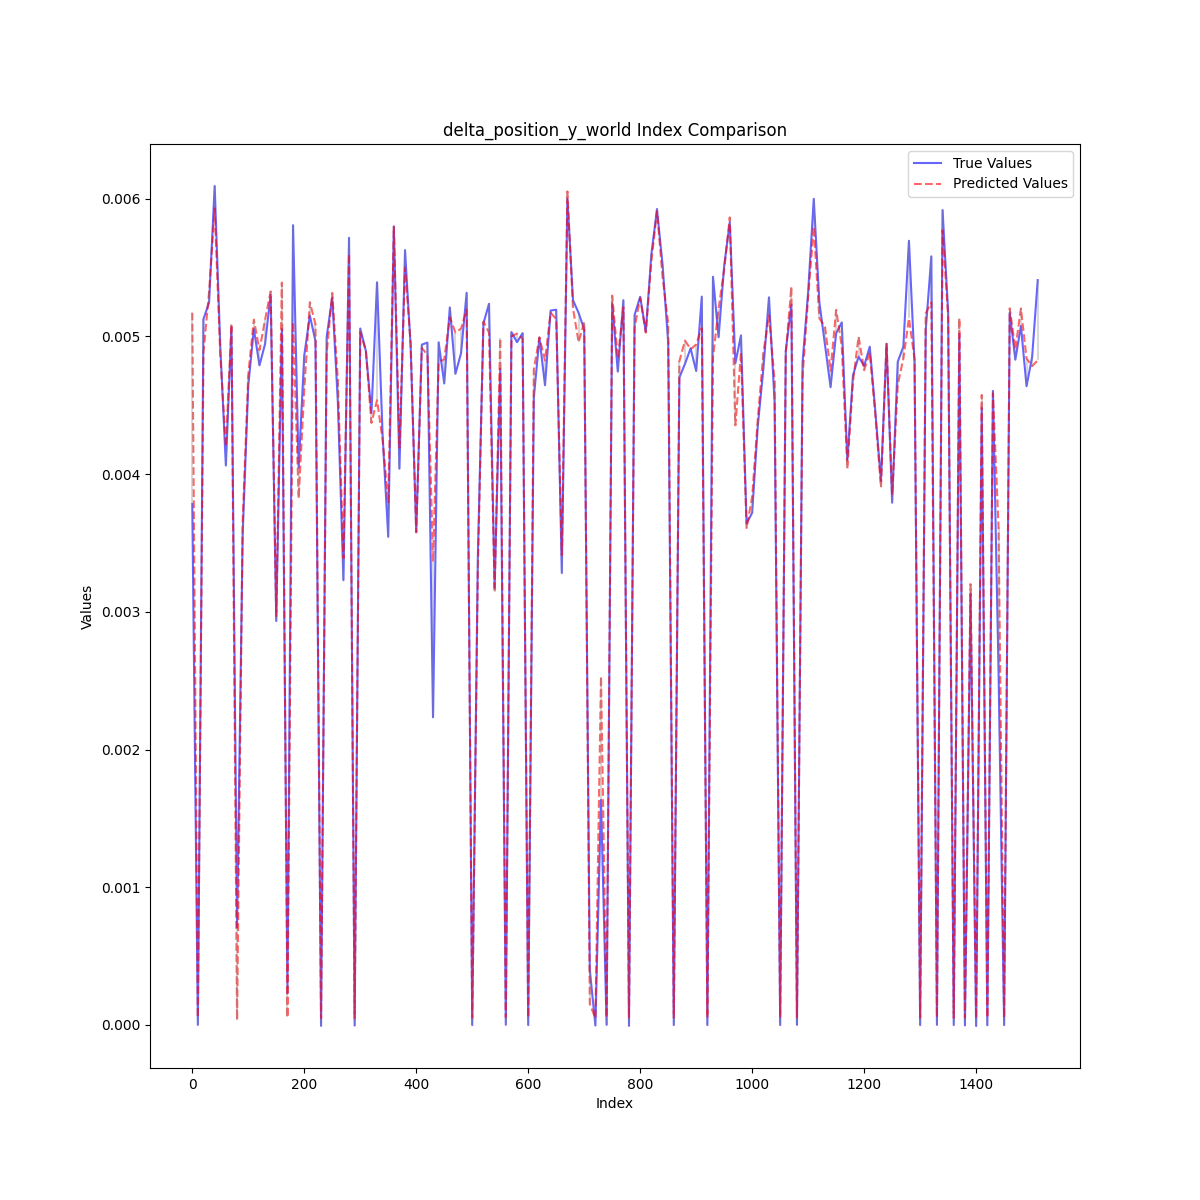 delta_position_y_world Index Comparison
True Values
Predicted Values
0.006
0.005
0.004
0.003
0.002
0.001
0.000
Values
0 200 400 600 800 1000 1200 1400
Index